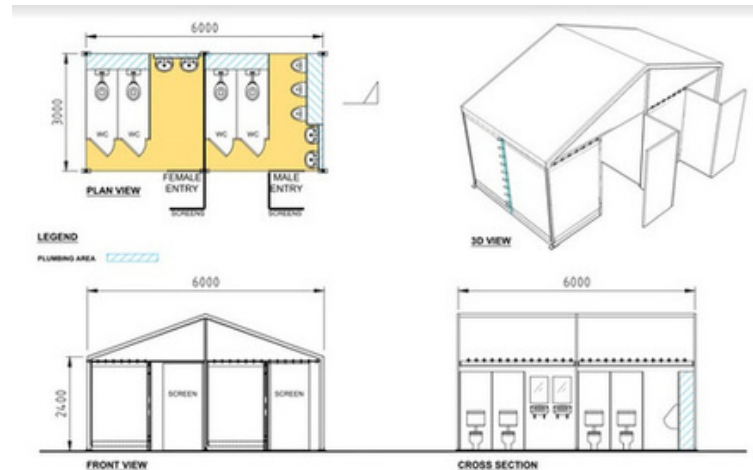 6000
3000
WC
WC
WC
WC
PLAN VIEW
FEMALE
ENTRY
MALE
ENTRY
SCREENS
SCREENS
3D VIEW
LEGEND
PLUMBING AREA
6000
6000
2400
SCREEN
SCREEN
FRONT VIEW
CROSS SECTION